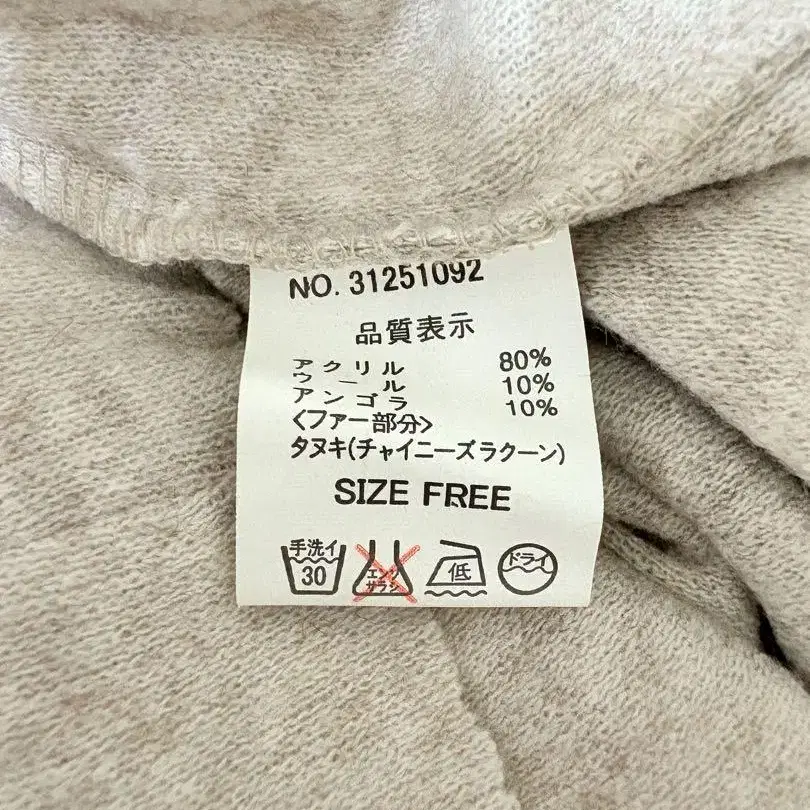 NO. 31251092
品質表示
アクリル 80%
ウール 10%
アンゴラ 10%
<ファー部分>
タヌキ(チャイニーズラクーン)
SIZE FREE
手洗イ
30
エンソ
サラシ
低
ドライ